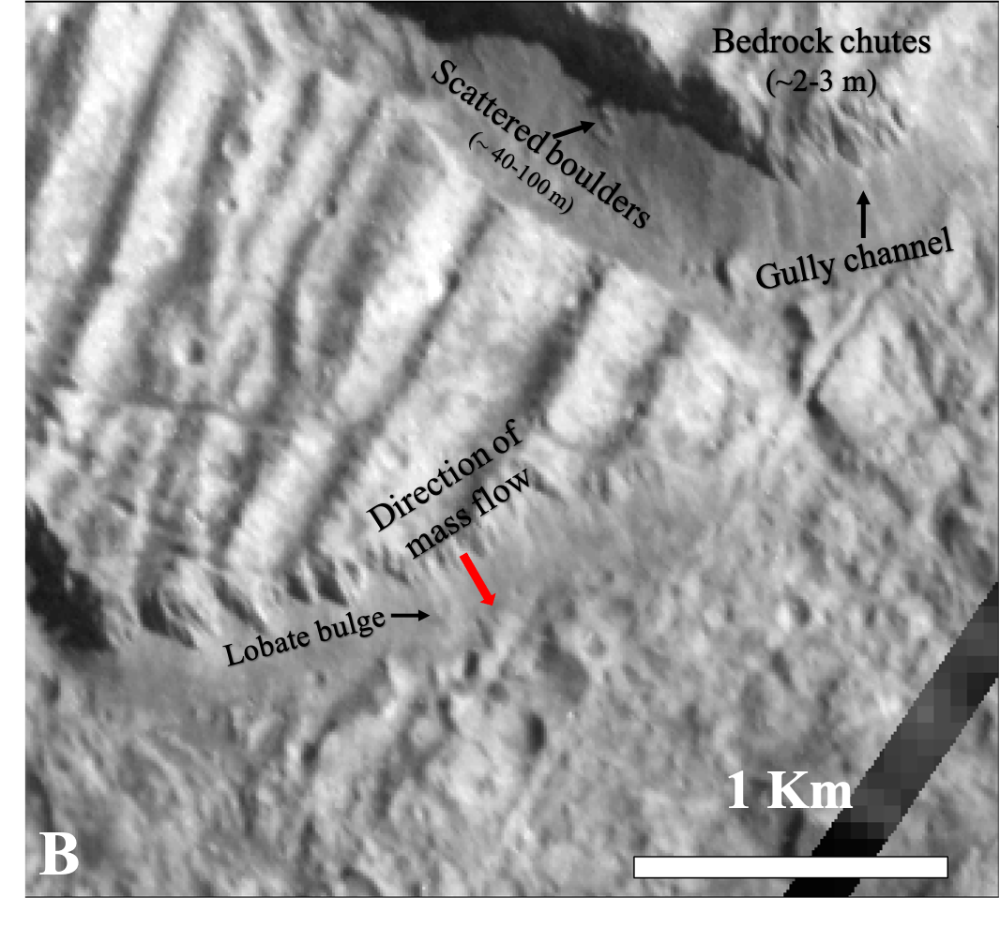 Bedrock chutes
(~2-3 m)
Scattered boulders
(~ 40-100 m)
Gully channel
Direction of
mass flow
Lobate bulge
1 Km
B